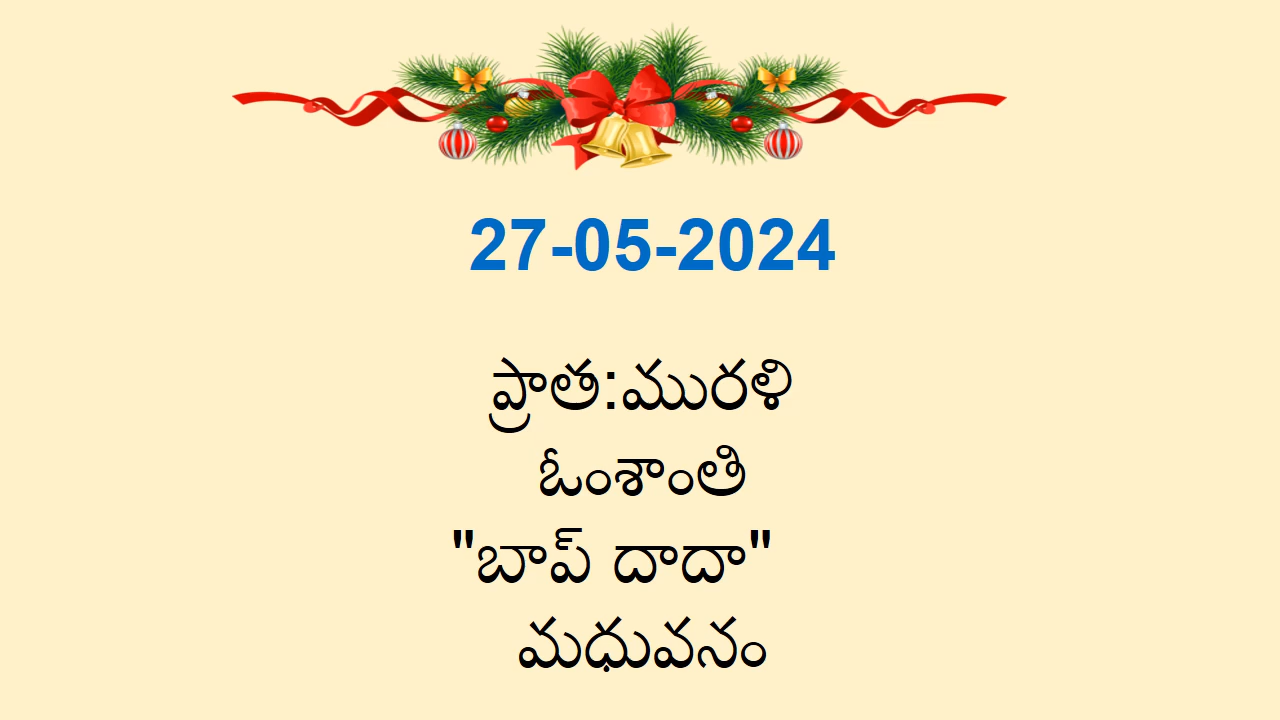 27-05-2024
ప్రాత:మురళి
ఓంశాంతి
"బాప్ దాదా"
మధువనం